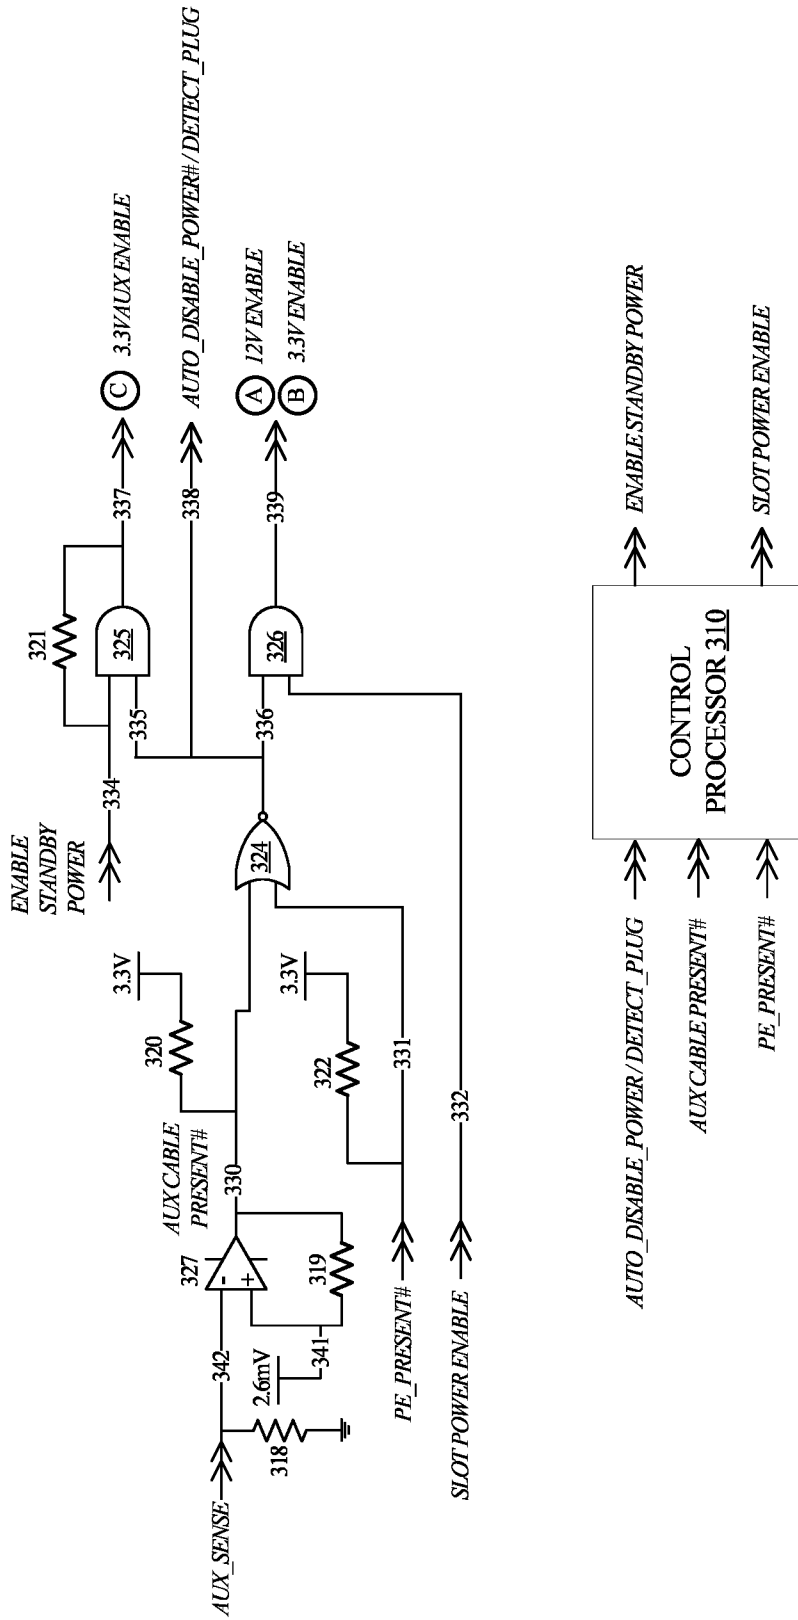 ENABLE
STANDBY
POWER
334
321
325
335
337
C
3.3VAUX ENABLE
338
AUTO_DISABLE_POWER#/DETECT_PLUG
AUX_SENSE
342
318
2.6mV
341
327
-
+
319
AUX CABLE
PRESENT#
330
320
3.3V
324
336
326
339
A
12V ENABLE
B
3.3V ENABLE
322
3.3V
PE_PRESENT#
331
SLOT POWER ENABLE
332
AUTO_DISABLE_POWER/DETECT_PLUG
AUX CABLE PRESENT#
PE_PRESENT#
CONTROL
PROCESSOR 310
ENABLE STANDBY POWER
SLOT POWER ENABLE